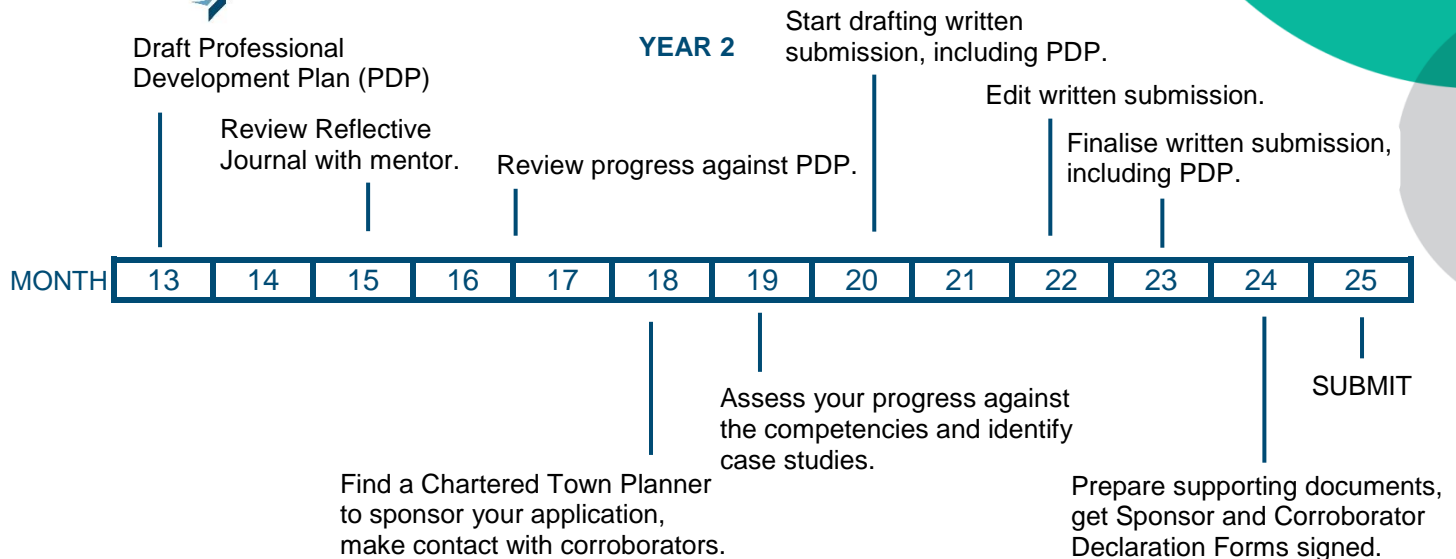 Draft Professional
Development Plan (PDP)
YEAR 2
Start drafting written
submission, including PDP.
Review Reflective
Journal with mentor.
Review progress against PDP.
Edit written submission.
Finalise written submission,
including PDP.
MONTH 13 14 15 16 17 18 19 20 21 22 23 24 25
Find a Chartered Town Planner
to sponsor your application,
make contact with corroborators.
Assess your progress against
the competencies and identify
case studies.
SUBMIT
Prepare supporting documents,
get Sponsor and Corroborator
Declaration Forms signed.